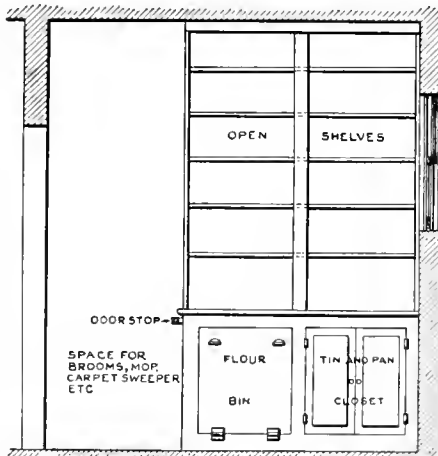 OPEN SHELVES
DOOR STOP
SPACE FOR
BROOMS, MOP,
CARPET SWEEPER
ETC
FLOUR
BIN
TIN AND PAN
CLOSET